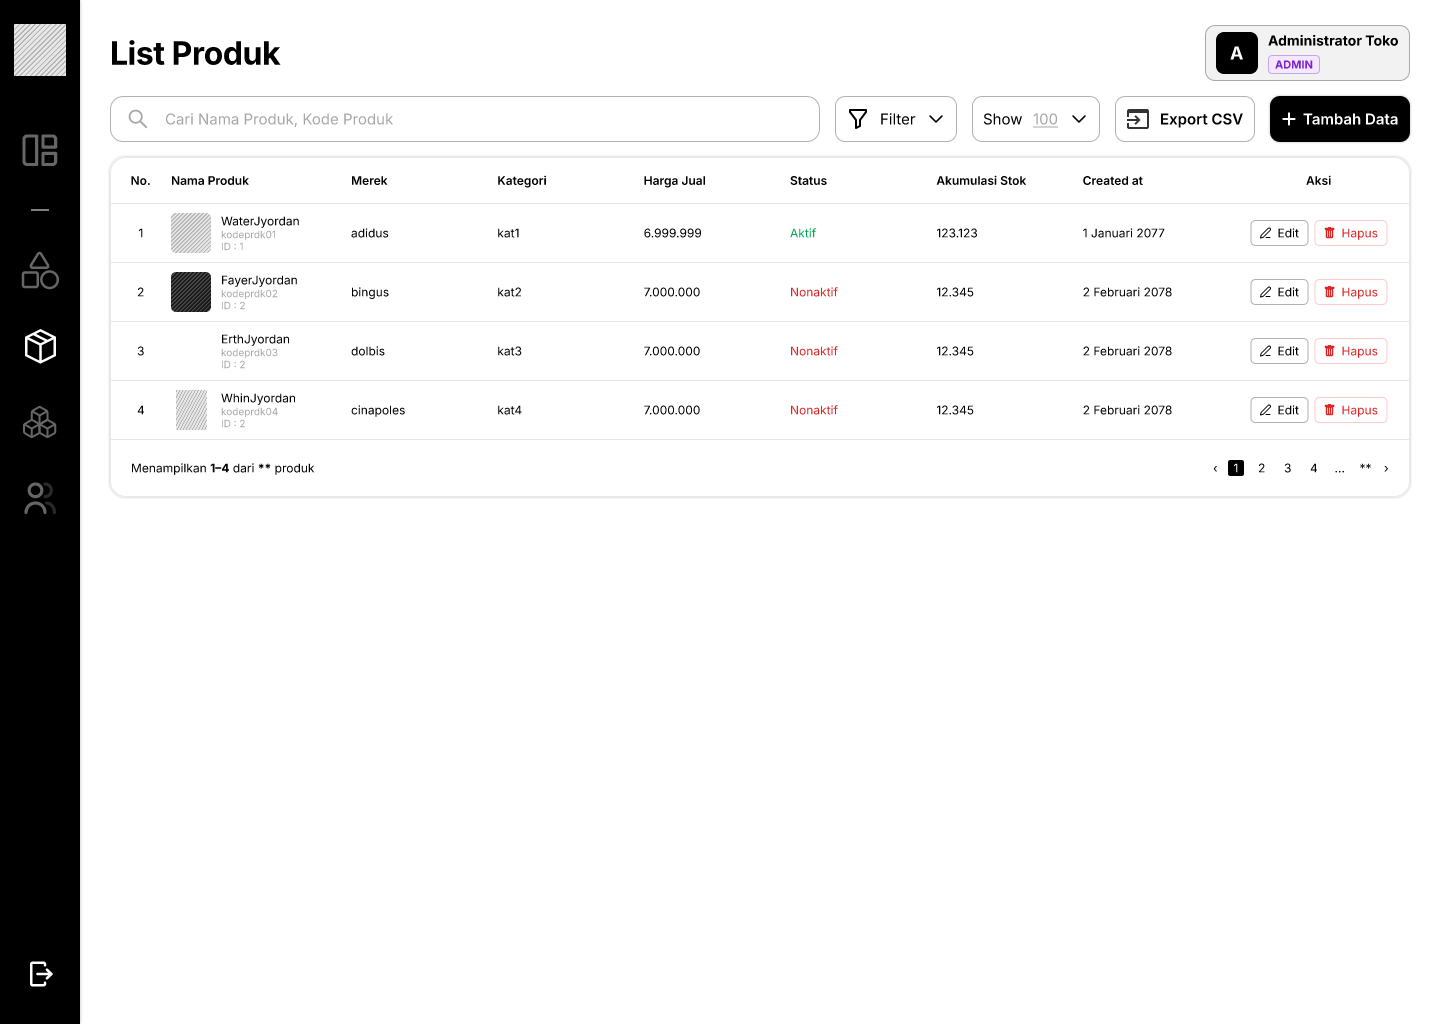 List Produk
A
Administrator Toko
ADMIN
Cari Nama Produk, Kode Produk
Filter
Show 100
Export CSV
+ Tambah Data
No. Nama Produk Merek Kategori Harga Jual Status Akumulasi Stok Created at Aksi
1 WaterJyordan adidus kat1 6.999.999 Aktif 123.123 1 Januari 2077 Edit Hapus
kodeprdk01
ID : 1
2 FayerJyordan bingus kat2 7.000.000 Nonaktif 12.345 2 Februari 2078 Edit Hapus
kodeprdk02
ID : 2
3 ErthJyordan dolbis kat3 7.000.000 Nonaktif 12.345 2 Februari 2078 Edit Hapus
kodeprdk03
ID : 2
4 WhinJyordan cinapoles kat4 7.000.000 Nonaktif 12.345 2 Februari 2078 Edit Hapus
kodeprdk04
ID : 2
Menampilkan 1–4 dari ** produk
‹ 1 2 3 4 ... ** ›